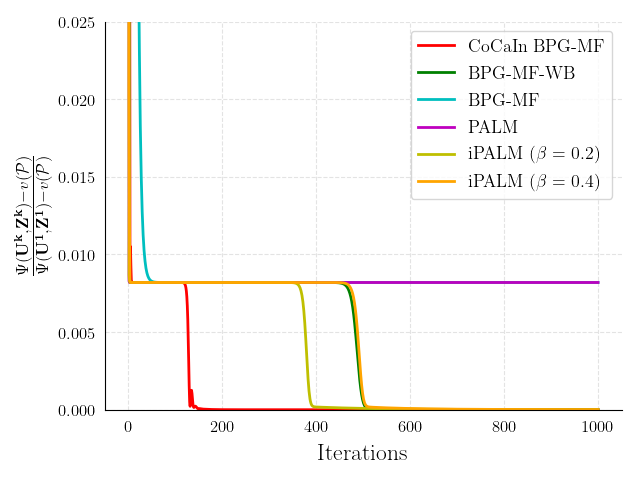 0.025
0.020
0.015
0.010
0.005
0.000
0
200
400
600
800
1000
Iterations
Ψ(U^k,Z^k)−v(P)
Ψ(U^1,Z^1)−v(P)
CoCaIn BPG-MF
BPG-MF-WB
BPG-MF
PALM
iPALM (β = 0.2)
iPALM (β = 0.4)